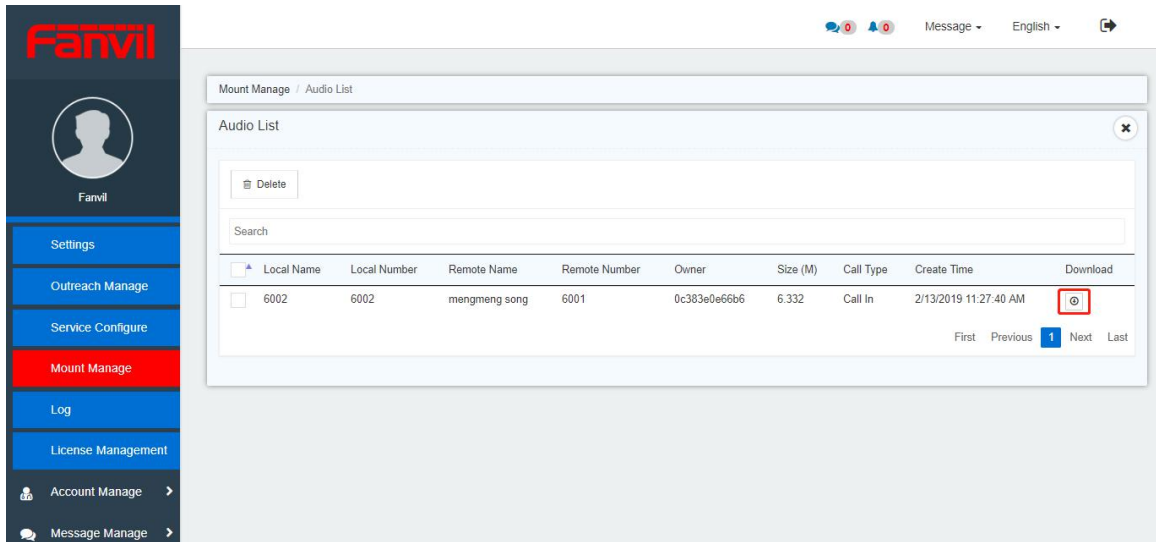 Fanvil
0 0 Message English
Mount Manage / Audio List
Audio List
Delete
Fanvil
Search
Settings
Local Name Local Number Remote Name Remote Number Owner Size (M) Call Type Create Time Download
6002 6002 mengmeng song 6001 0c383e0e66b6 6.332 Call In 2/13/2019 11:27:40 AM
First Previous 1 Next Last
Outreach Manage
Service Configure
Mount Manage
Log
License Management
Account Manage
Message Manage